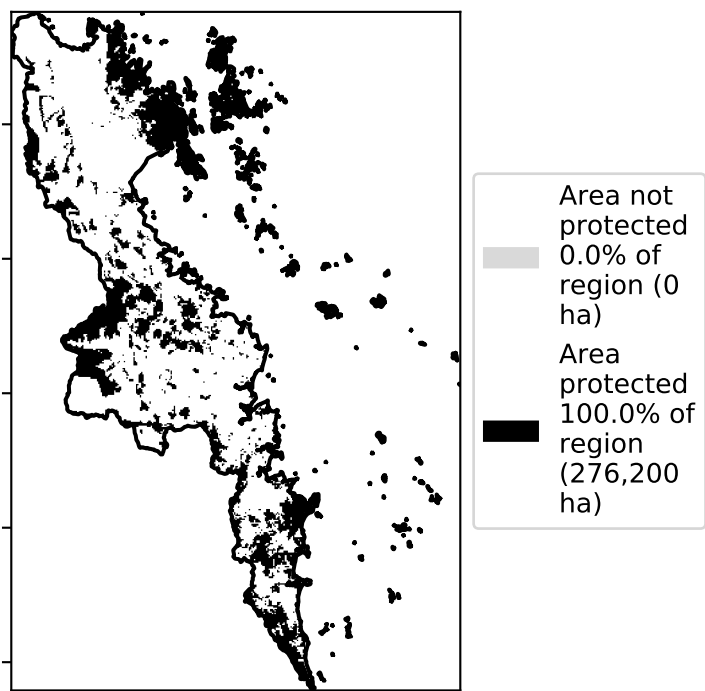 Area not
protected
0.0% of
region (0
ha)
Area
protected
100.0% of
region
(276,200
ha)